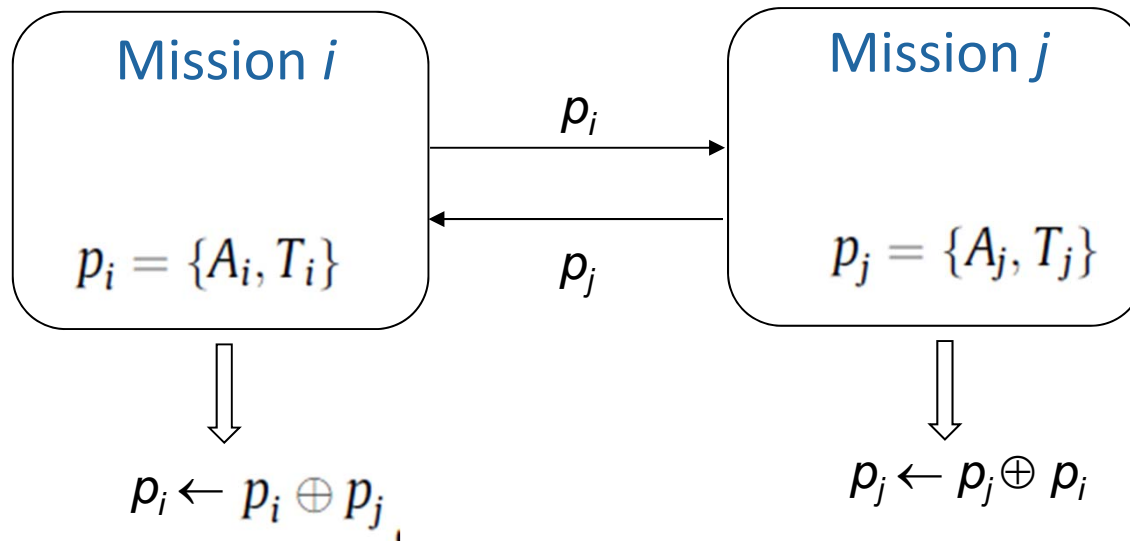 Mission i
Mission j
p_i
p_i = {A_i, T_i}
p_j = {A_j, T_j}
p_j
p_i ← p_i ⊕ p_j
p_j ← p_j ⊕ p_i